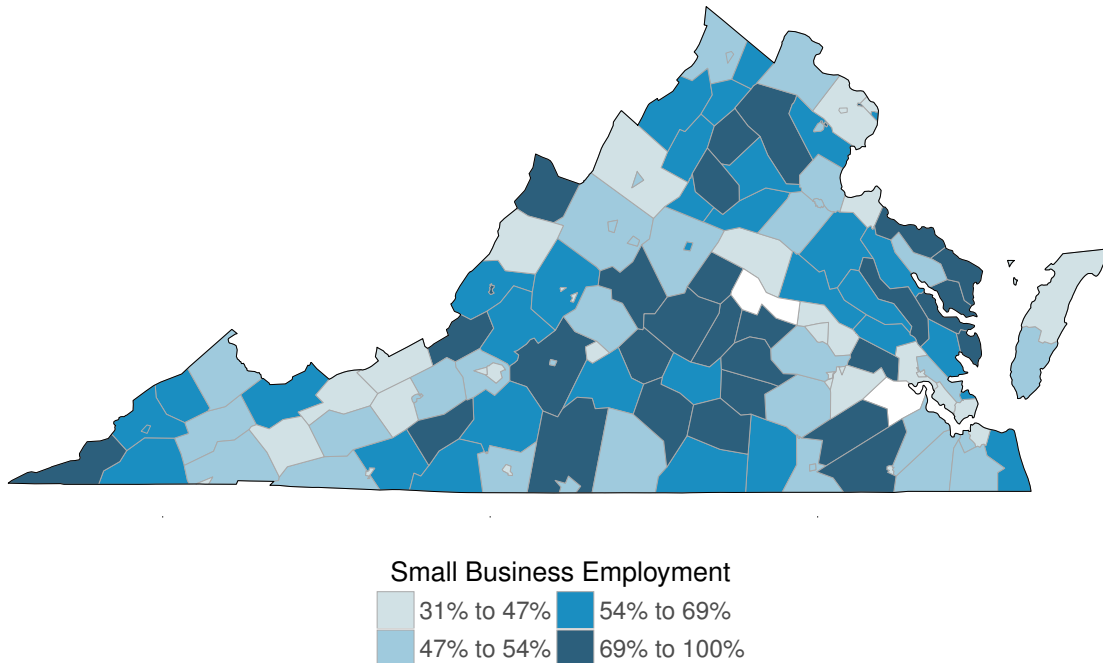 Small Business Employment
31% to 47% 54% to 69%
47% to 54% 69% to 100%